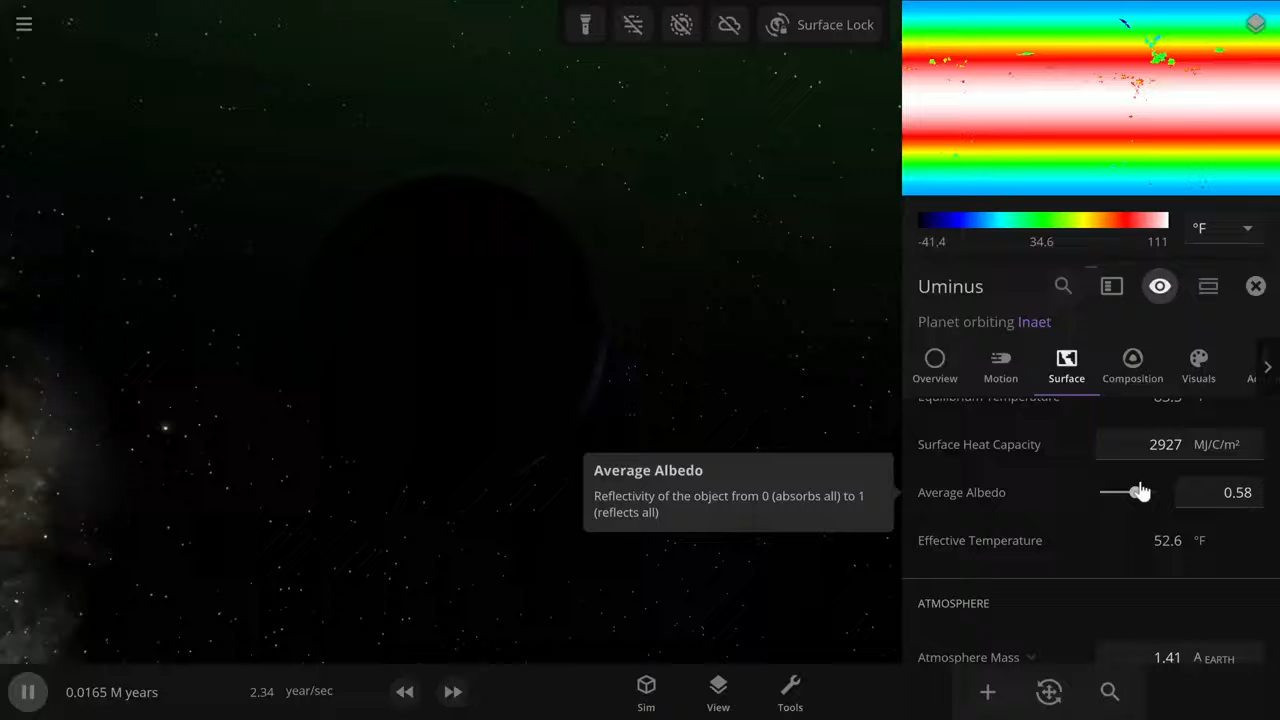 Surface Lock
-41.4 34.6 111
°F
Uminus
Planet orbiting Inaet
Overview Motion Surface Composition Visuals
Equilibrium Temperature
Surface Heat Capacity 2927 MJ/C/m²
Average Albedo 0.58
Effective Temperature 52.6 °F
Average Albedo
Reflectivity of the object from 0 (absorbs all) to 1
(reflects all)
ATMOSPHERE
Atmosphere Mass 1.41 A EARTH
0.0165 M years 2.34 year/sec
Sim View Tools